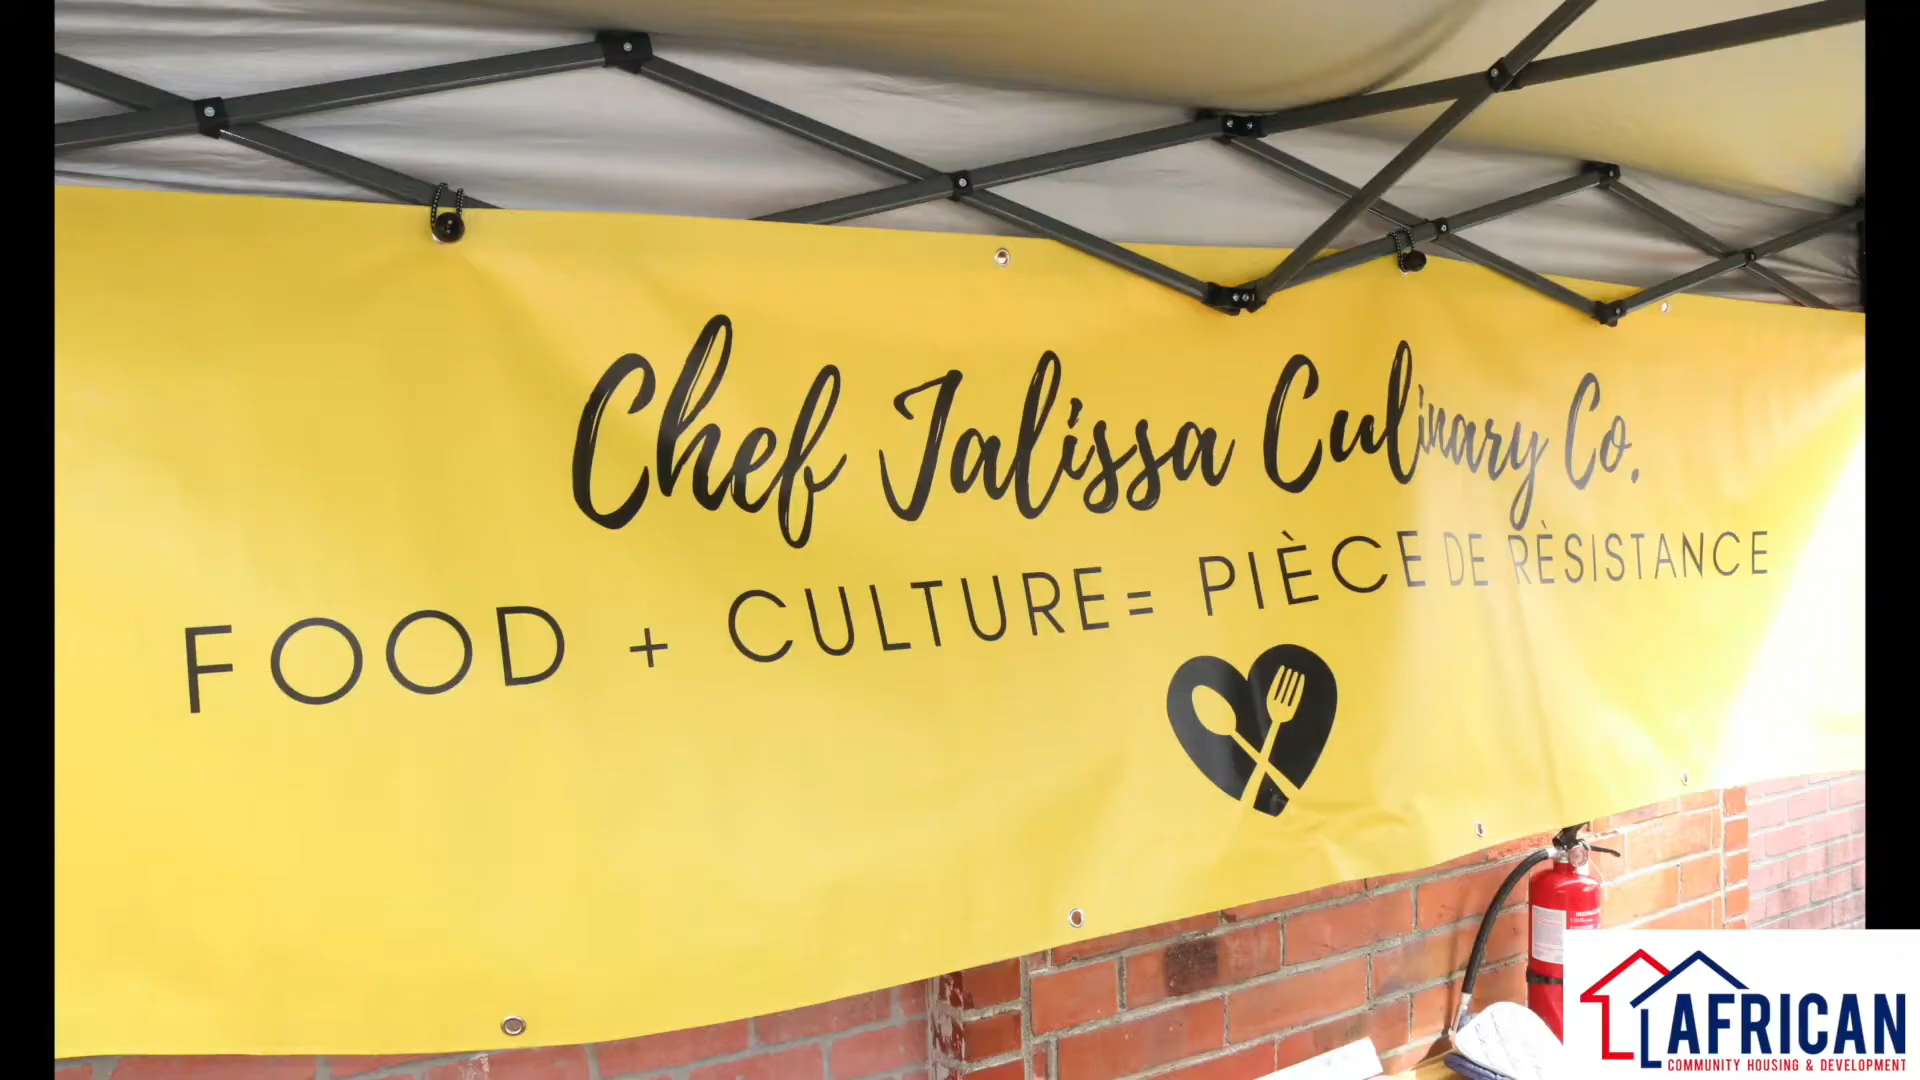 Chef Jalissa Culinary Co.
FOOD + CULTURE = PIÈCE DE RÈSISTANCE
AFRICAN
COMMUNITY HOUSING & DEVELOPMENT